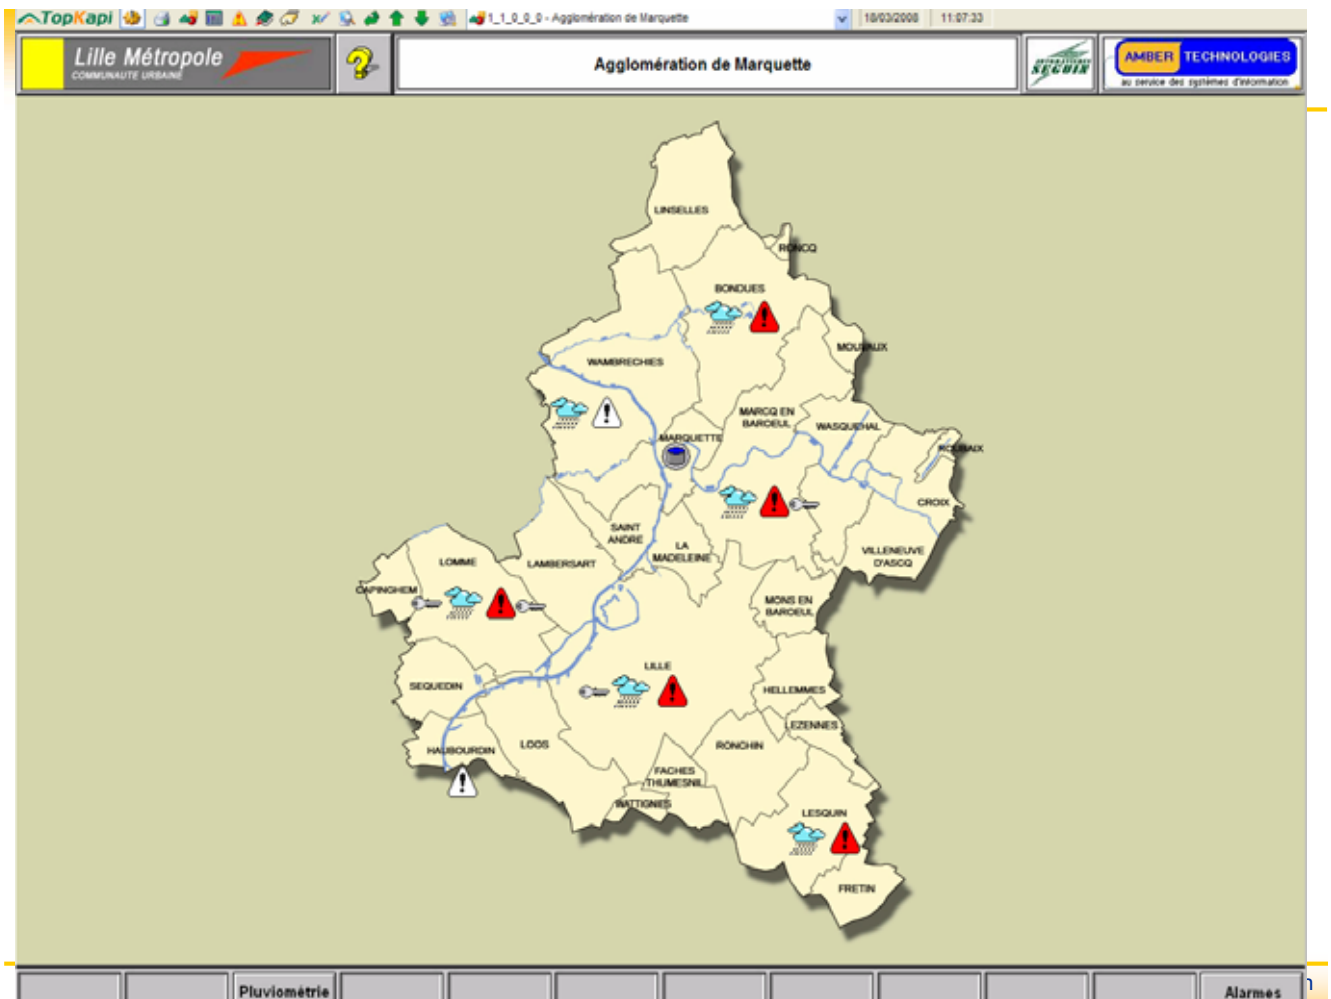 TopKapi
1_1_0_0_0 - Agglomération de Marquette
18/03/2008
11:07:33
Lille Métropole
COMMUNAUTE URBAINE
Agglomération de Marquette
SEGUIN
AMBER TECHNOLOGIES
au service des systèmes d'information
LINSELLES
RONCQ
BONDUES
MOUVAUX
WAMBRECHIES
MARCQ EN
BAROEUL
WASQUEHAL
MARQUETTE
ROUBAIX
CROIX
SAINT
ANDRE
LA
MADELEINE
VILLENEUVE
D'ASCQ
LOMME
LAMBERSART
CAPINGHEM
MONS EN
BAROEUL
LILLE
SEQUEDIN
HELLEMMES
LEZENNES
HAUBOURDIN
LOOS
RONCHIN
FACHES
THUMESNIL
WATTIGNIES
LESQUIN
FRETIN
Pluviométrie
Alarmes